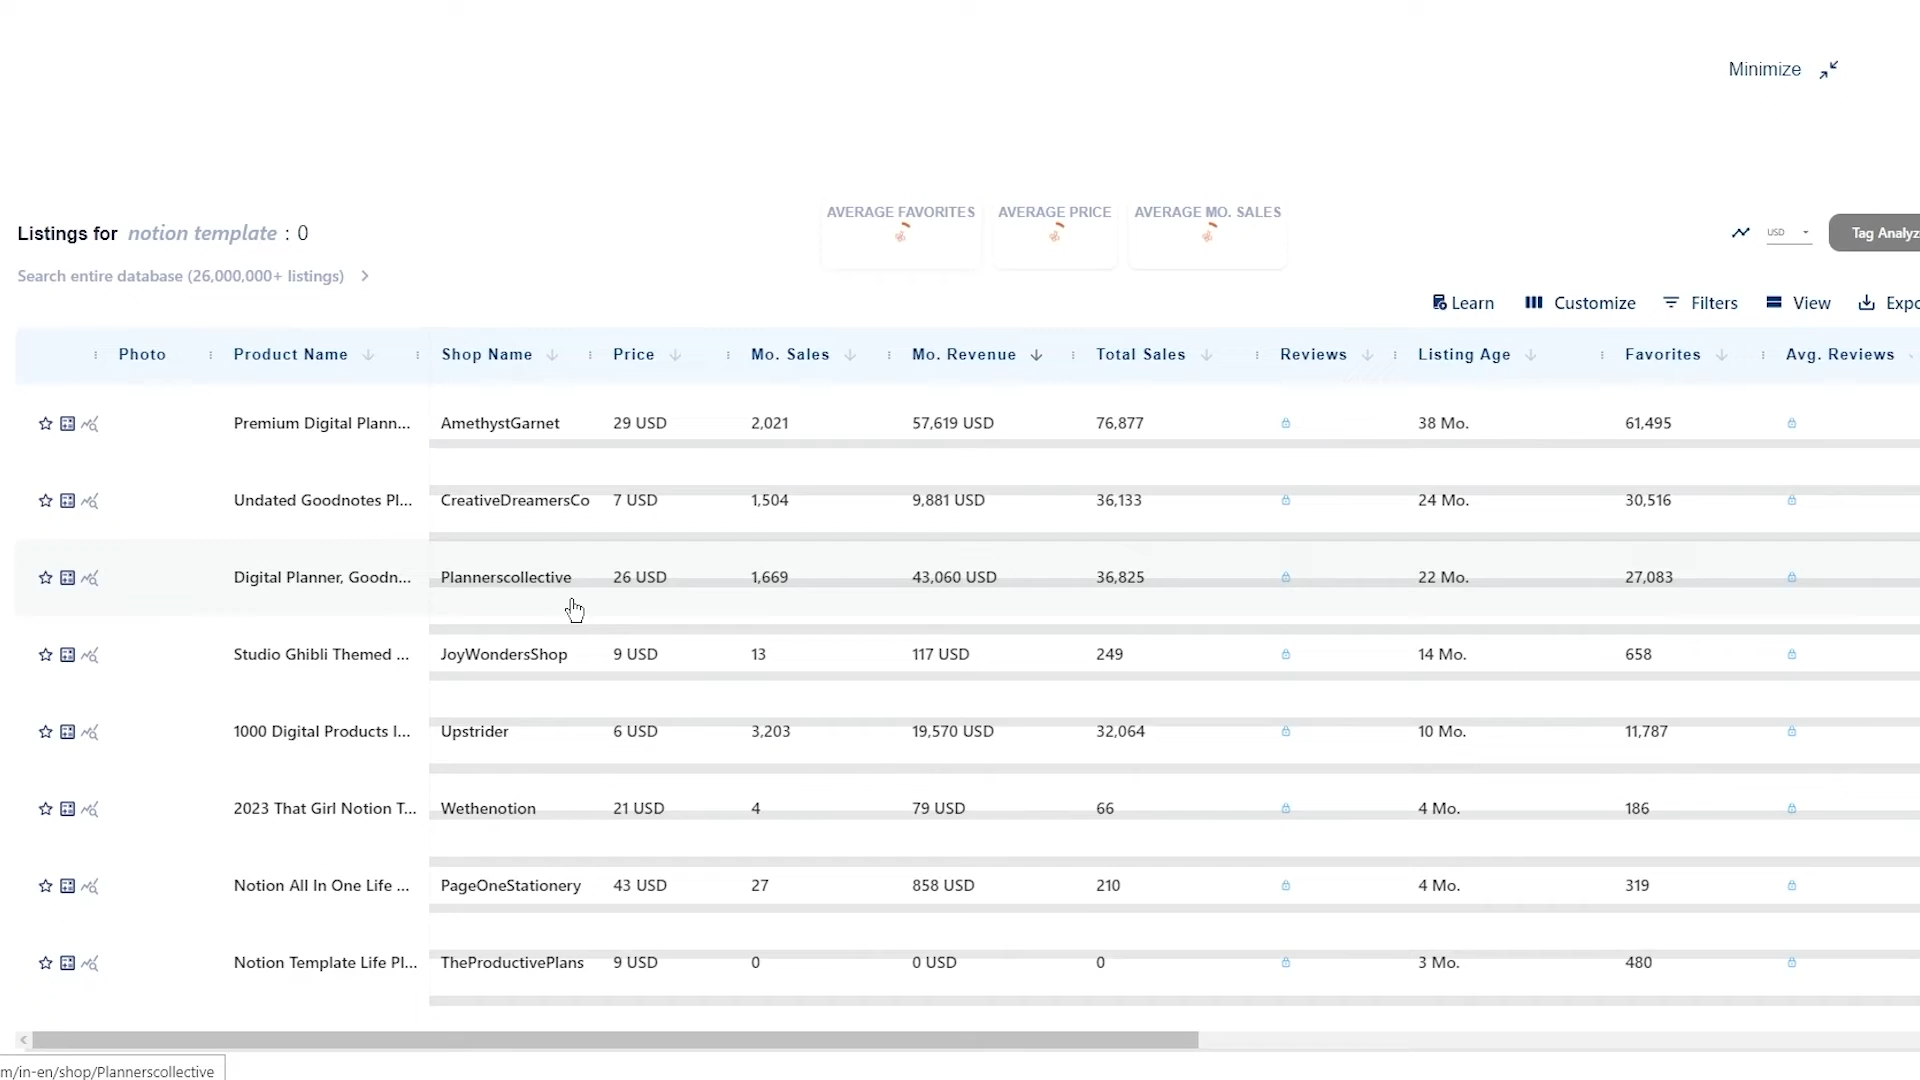 Minimize
AVERAGE FAVORITES AVERAGE PRICE AVERAGE MO. SALES
Listings for notion template : 0
USD
Tag Analyz
Search entire database (26,000,000+ listings)
Learn Customize Filters View Expo
Photo Product Name Shop Name Price Mo. Sales Mo. Revenue Total Sales Reviews Listing Age Favorites Avg. Reviews
Premium Digital Plann... AmethystGarnet 29 USD 2,021 57,619 USD 76,877 38 Mo. 61,495
Undated Goodnotes Pl... CreativeDreamersCo 7 USD 1,504 9,881 USD 36,133 24 Mo. 30,516
Digital Planner, Goodn... Plannerscollective 26 USD 1,669 43,060 USD 36,825 22 Mo. 27,083
Studio Ghibli Themed ... JoyWondersShop 9 USD 13 117 USD 249 14 Mo. 658
1000 Digital Products I... Upstrider 6 USD 3,203 19,570 USD 32,064 10 Mo. 11,787
2023 That Girl Notion T... Wethenotion 21 USD 4 79 USD 66 4 Mo. 186
Notion All In One Life ... PageOneStationery 43 USD 27 858 USD 210 4 Mo. 319
Notion Template Life Pl... TheProductivePlans 9 USD 0 0 USD 0 3 Mo. 480
m/in-en/shop/Plannerscollective